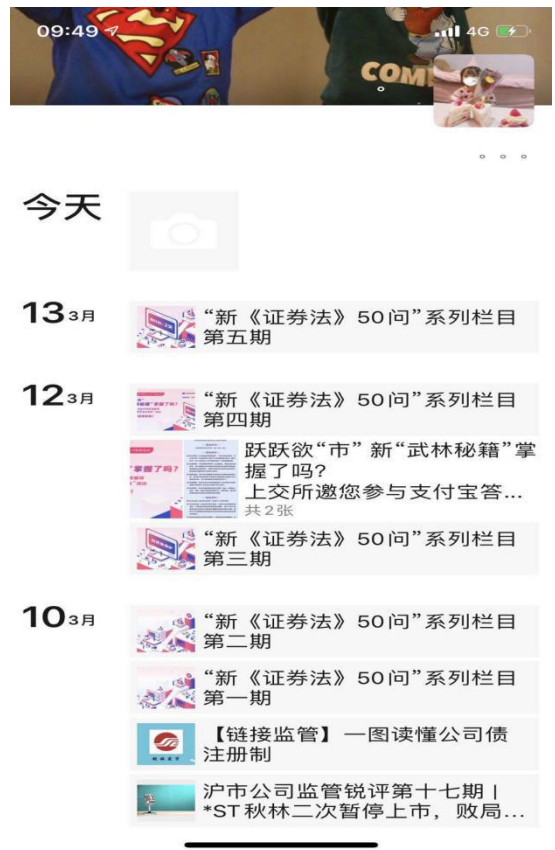 09:49
4G
COM
今天
13 3月
“新《证券法》50问”系列栏目
第五期
12 3月
“新《证券法》50问”系列栏目
第四期
掌握了吗?
跃跃欲“市” 新“武林秘籍”掌
握了吗?
上交所邀您参与支付宝答...
共2张
“新《证券法》50问”系列栏目
第三期
10 3月
“新《证券法》50问”系列栏目
第二期
“新《证券法》50问”系列栏目
第一期
【链接监管】一图读懂公司债
注册制
沪市公司监管锐评第十七期 |
*ST秋林二次暂停上市，败局...